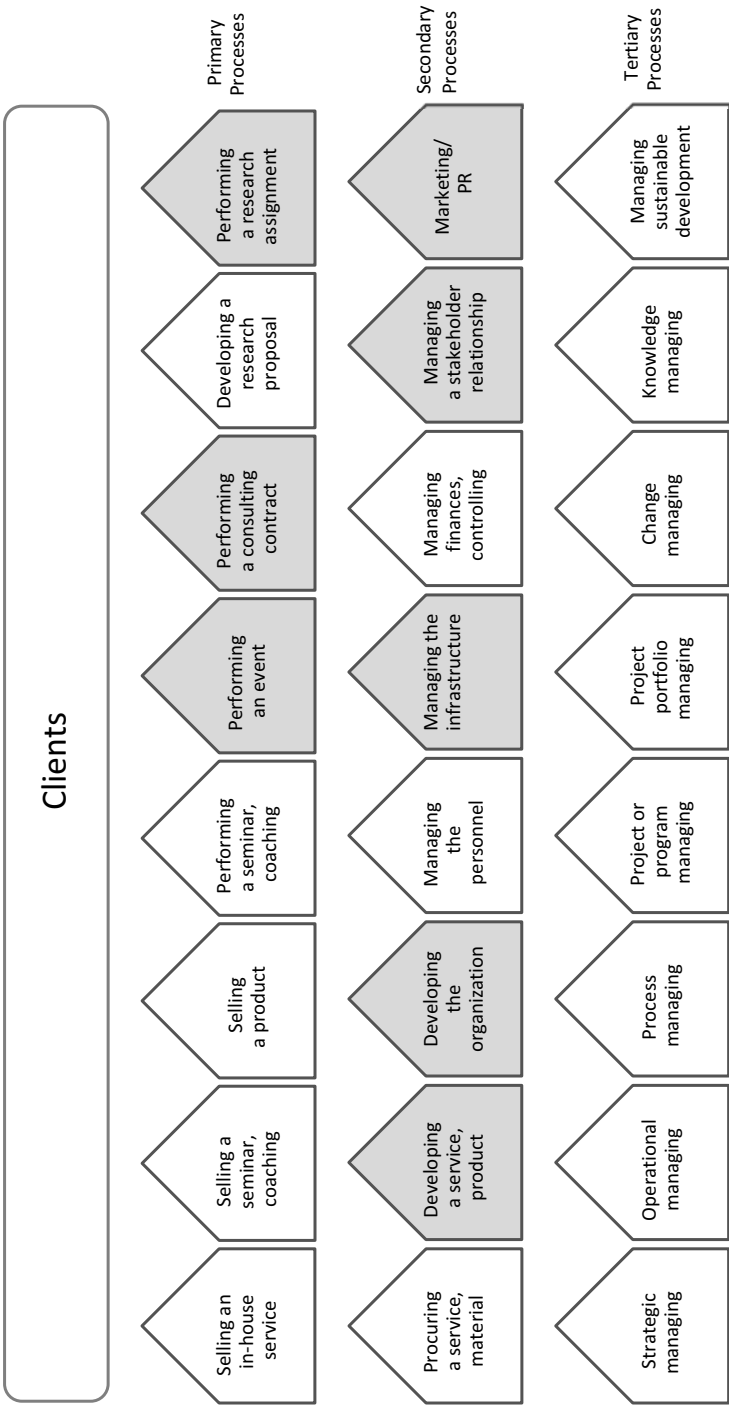 Clients
Primary
Processes
Selling an
in-house
service
Selling a
seminar,
coaching
Selling
a product
Performing
a seminar,
coaching
Performing
an event
Performing
a consulting
contract
Developing a
research
proposal
Performing
a research
assignment
Secondary
Processes
Procuring
a service,
material
Developing
a service,
product
Developing
the
organization
Managing
the
personnel
Managing the
infrastructure
Managing
finances,
controlling
Managing
a stakeholder
relationship
Marketing/
PR
Tertiary
Processes
Strategic
managing
Operational
managing
Process
managing
Project or
program
managing
Project
portfolio
managing
Change
managing
Knowledge
managing
Managing
sustainable
development